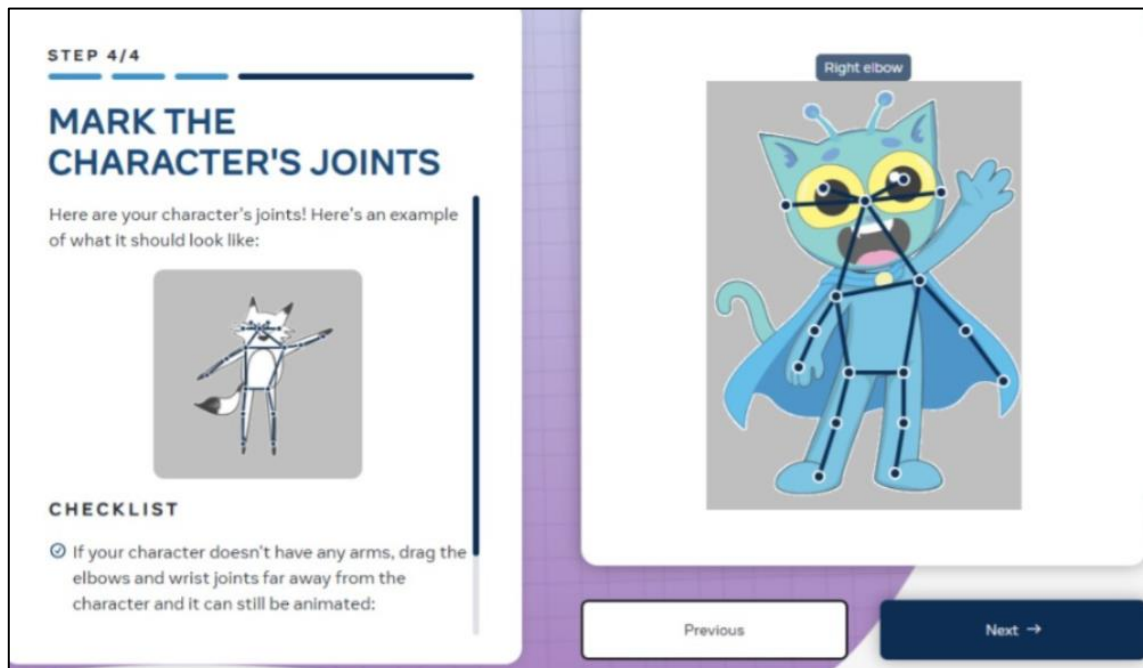 STEP 4/4
MARK THE
CHARACTER'S JOINTS
Here are your character's joints! Here's an example
of what it should look like:
CHECKLIST
If your character doesn't have any arms, drag the
elbows and wrist joints far away from the
character and it can still be animated:
Right elbow
Previous
Next →